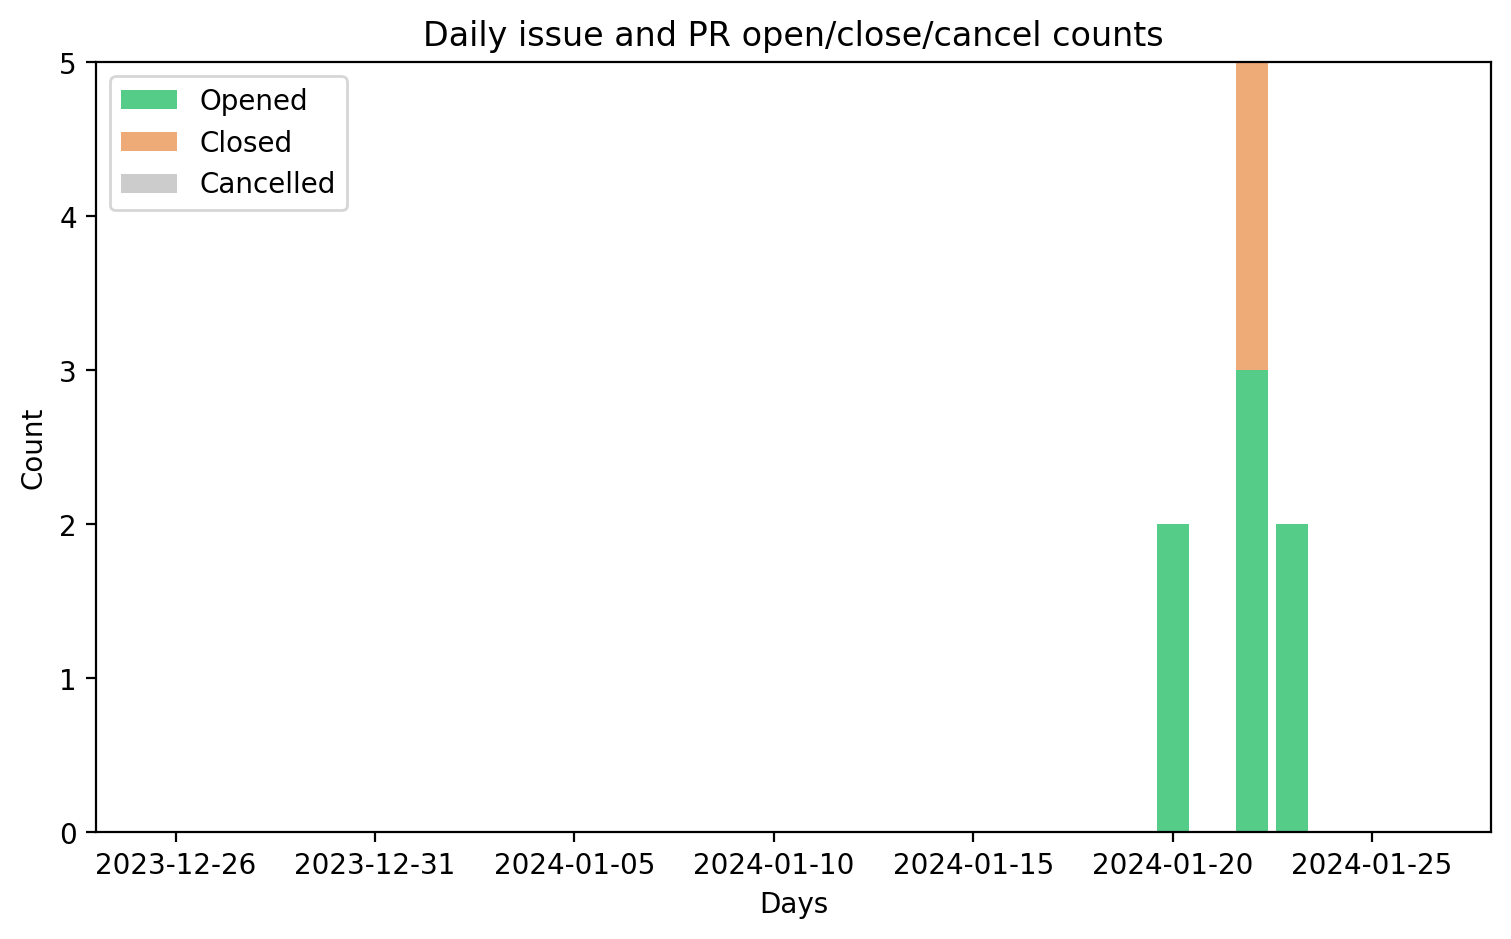 Daily issue and PR open/close/cancel counts
Opened
Closed
Cancelled
5
4
3
2
1
0
Count
2023-12-26 2023-12-31 2024-01-05 2024-01-10 2024-01-15 2024-01-20 2024-01-25
Days